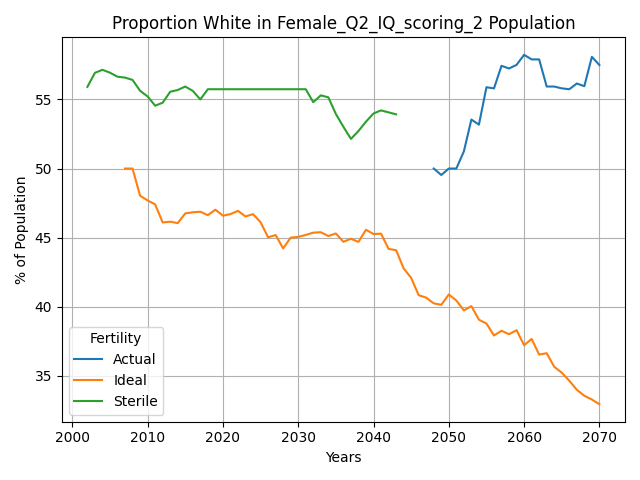 Proportion White in Female_Q2_IQ_scoring_2 Population
% of Population
55
50
45
40
35
Fertility
Actual
Ideal
Sterile
2000 2010 2020 2030 2040 2050 2060 2070
Years